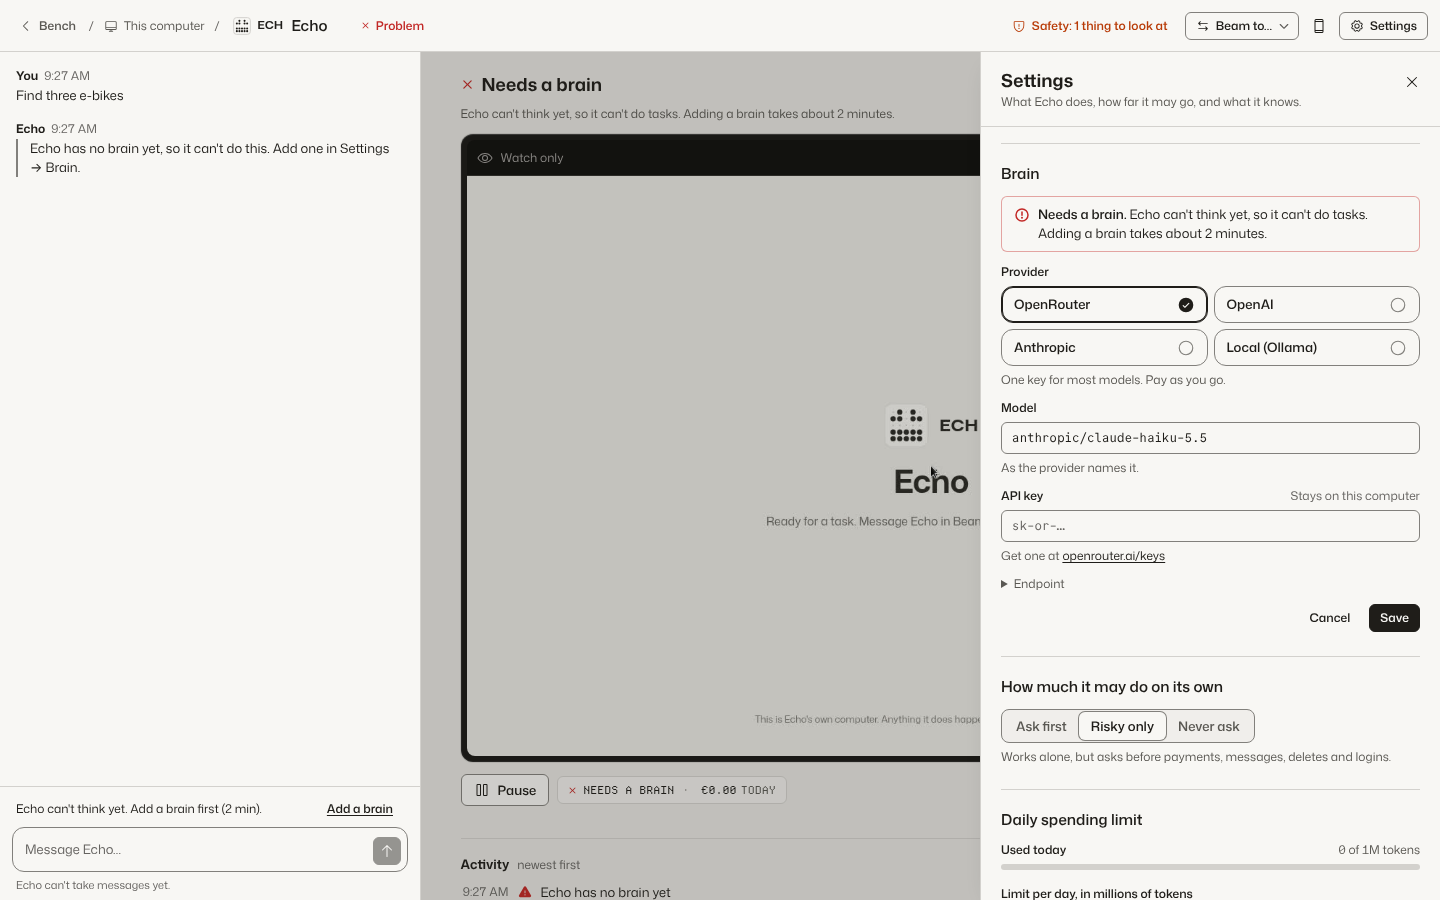 Bench / This computer / ECH Echo × Problem
Safety: 1 thing to look at
Beam to...
Settings
You 9:27 AM
Find three e-bikes
Echo 9:27 AM
Echo has no brain yet, so it can't do this. Add one in Settings
→ Brain.
Echo can't think yet. Add a brain first (2 min).
Add a brain
Message Echo...
Echo can't take messages yet.
× Needs a brain
Echo can't think yet, so it can't do tasks. Adding a brain takes about 2 minutes.
Watch only
ECH
Echo
Ready for a task. Message Echo in Bean
This is Echo's own computer. Anything it does happe
Pause
× NEEDS A BRAIN · €0.00 TODAY
Activity newest first
9:27 AM Echo has no brain yet
Settings
What Echo does, how far it may go, and what it knows.
Brain
Needs a brain. Echo can't think yet, so it can't do tasks.
Adding a brain takes about 2 minutes.
Provider
OpenRouter
OpenAI
Anthropic
Local (Ollama)
One key for most models. Pay as you go.
Model
anthropic/claude-haiku-5.5
As the provider names it.
API key
Stays on this computer
sk-or-…
Get one at openrouter.ai/keys
Endpoint
Cancel
Save
How much it may do on its own
Ask first
Risky only
Never ask
Works alone, but asks before payments, messages, deletes and logins.
Daily spending limit
Used today
0 of 1M tokens
Limit per day, in millions of tokens